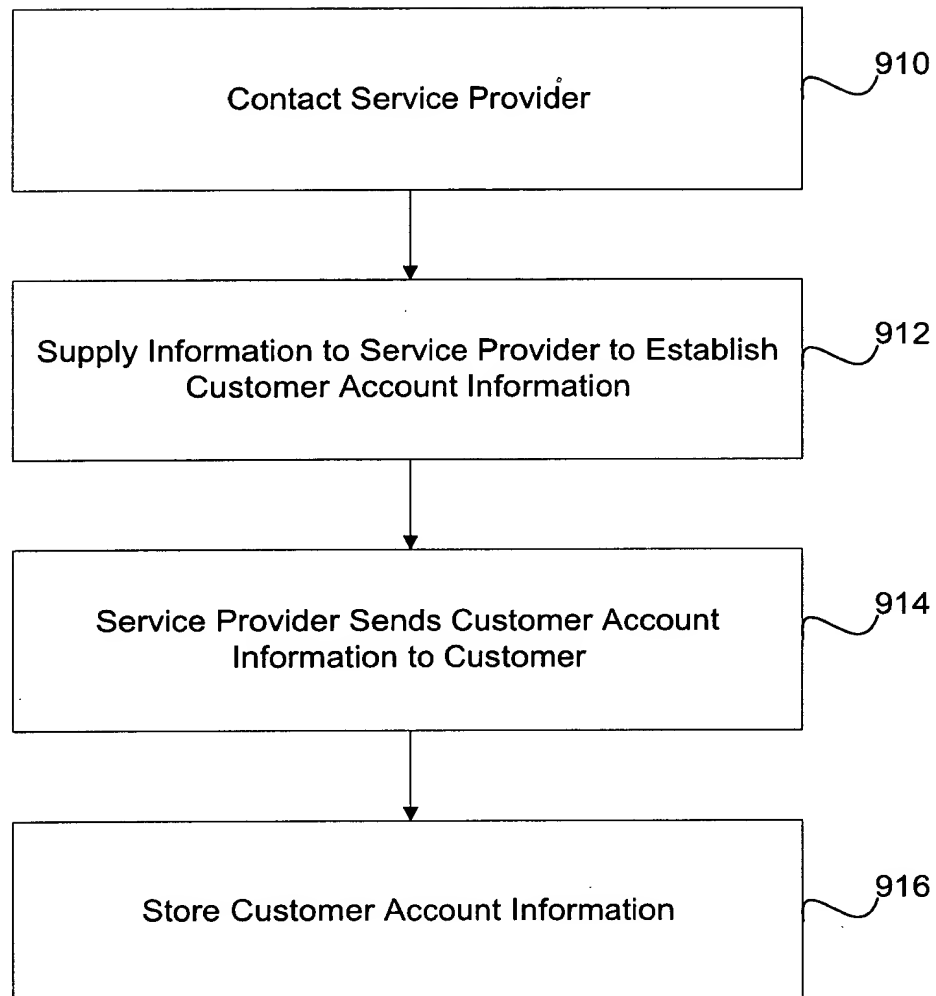 Contact Service Provider
910
Supply Information to Service Provider to Establish
Customer Account Information
912
Service Provider Sends Customer Account
Information to Customer
914
Store Customer Account Information
916